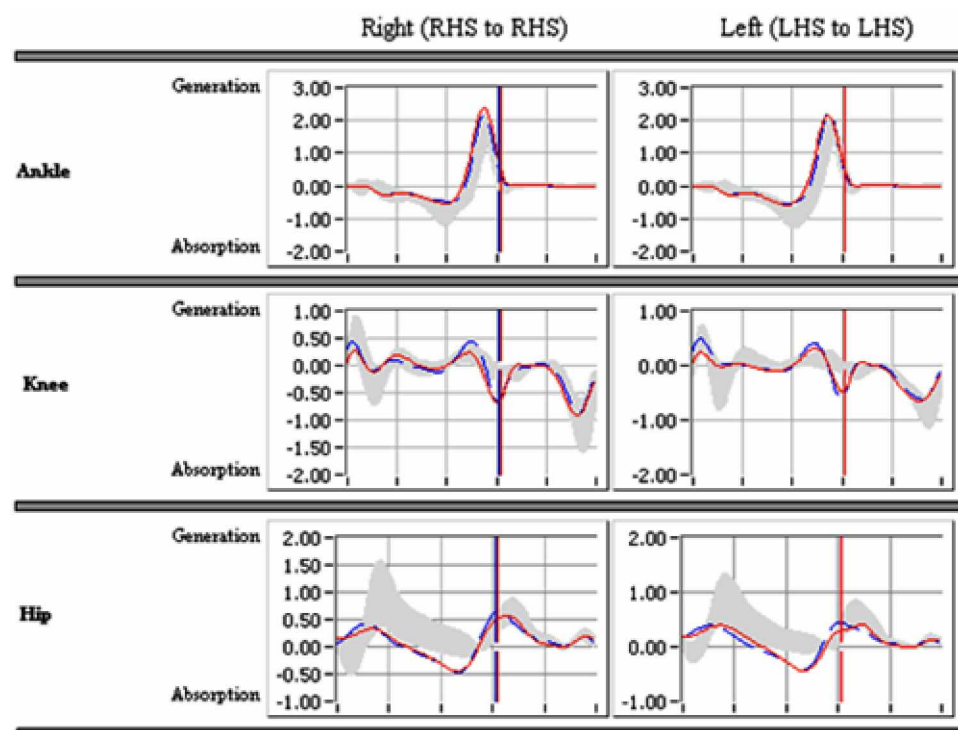 Right (RHS to RHS) Left (LHS to LHS)
Generation
3.00 3.00
2.00 2.00
1.00 1.00
Ankle
0.00 0.00
-1.00 -1.00
Absorption
-2.00 -2.00
Generation
1.00 1.00
0.50
0.00 0.00
Knee
-0.50
-1.00 -1.00
-1.50
Absorption
-2.00 -2.00
Generation
2.00 2.00
1.50
1.00 1.00
Hip
0.50
0.00 0.00
-0.50
Absorption
-1.00 -1.00